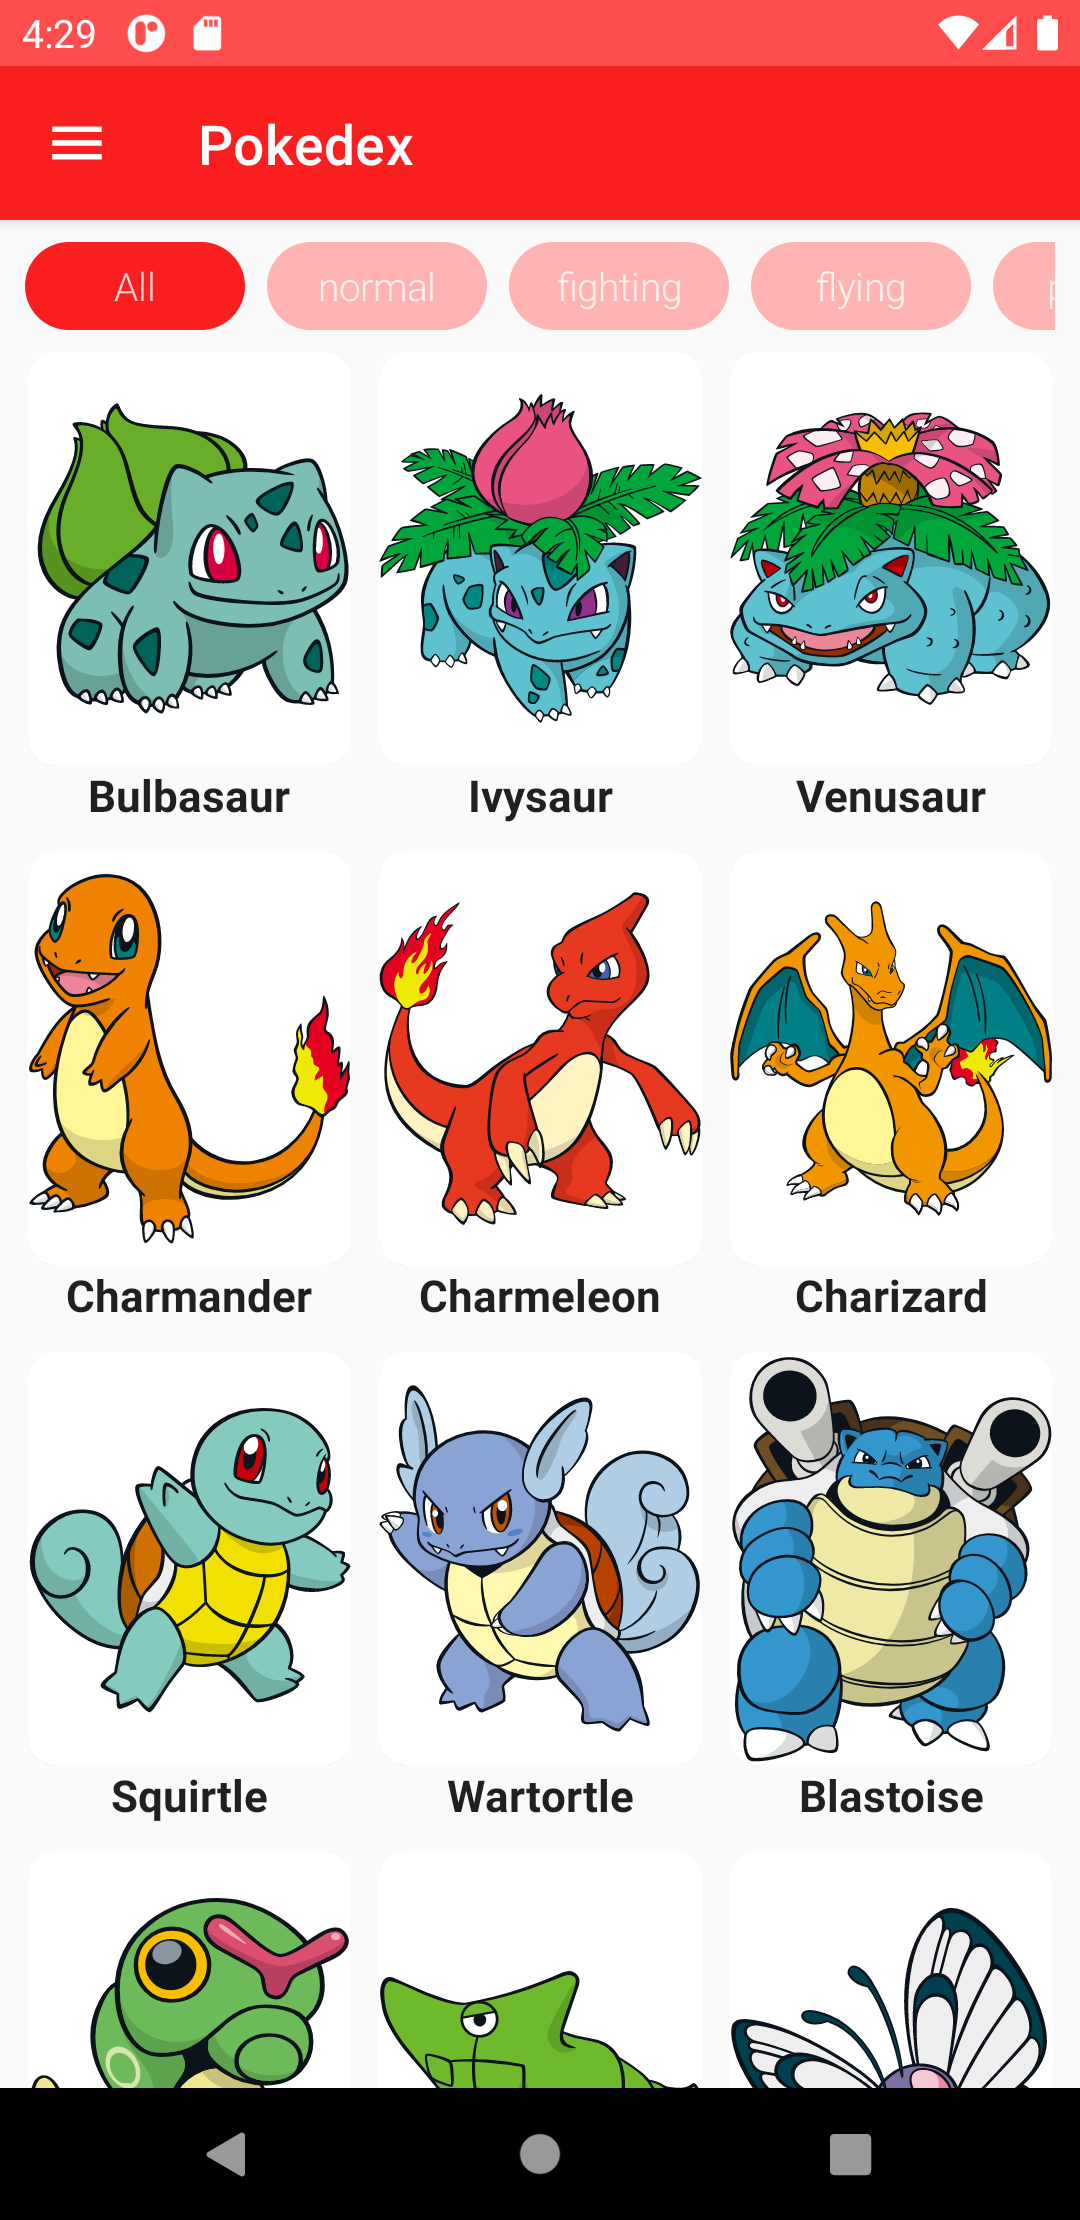 4:29
Pokedex
All normal fighting flying
Bulbasaur Ivysaur Venusaur
Charmander Charmeleon Charizard
Squirtle Wartortle Blastoise